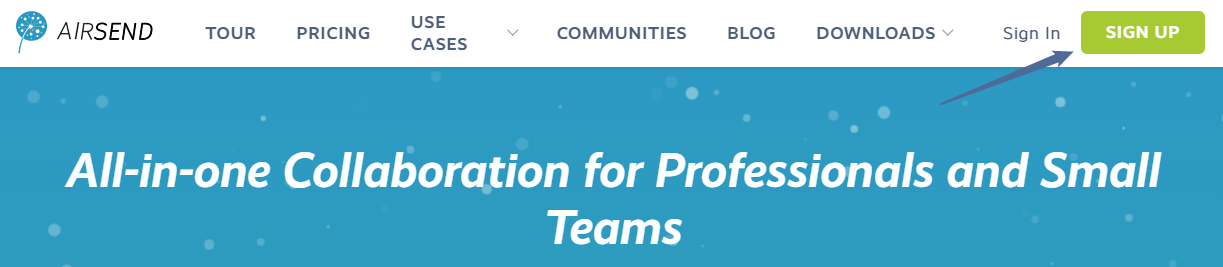 AIRSEND
TOUR
PRICING
USE
CASES
COMMUNITIES
BLOG
DOWNLOADS
Sign In
SIGN UP
All-in-one Collaboration for Professionals and Small
Teams